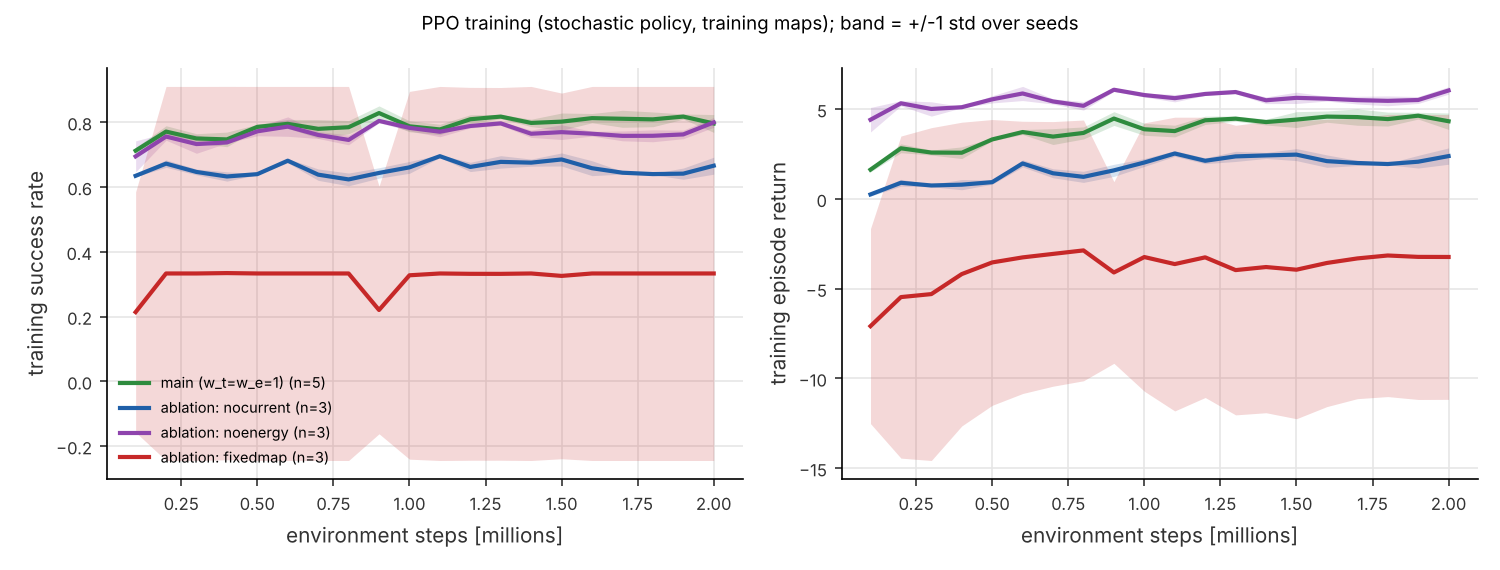 PPO training (stochastic policy, training maps); band = +/-1 std over seeds
training success rate
0.8
0.6
0.4
0.2
0.0
−0.2
main (w_t=w_e=1) (n=5)
ablation: nocurrent (n=3)
ablation: noenergy (n=3)
ablation: fixedmap (n=3)
0.25 0.50 0.75 1.00 1.25 1.50 1.75 2.00
environment steps [millions]
training episode return
5
0
−5
−10
−15
0.25 0.50 0.75 1.00 1.25 1.50 1.75 2.00
environment steps [millions]